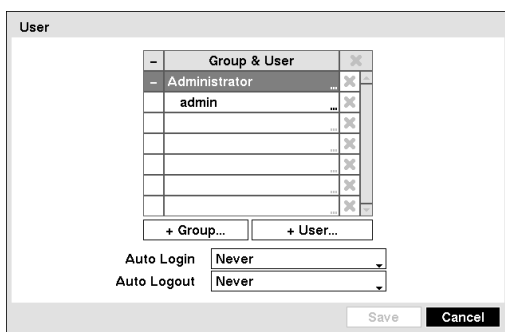 User
– Group & User
– Administrator ...
admin ...
...
...
...
...
...
+ Group... + User...
Auto Login Never
Auto Logout Never
Save Cancel